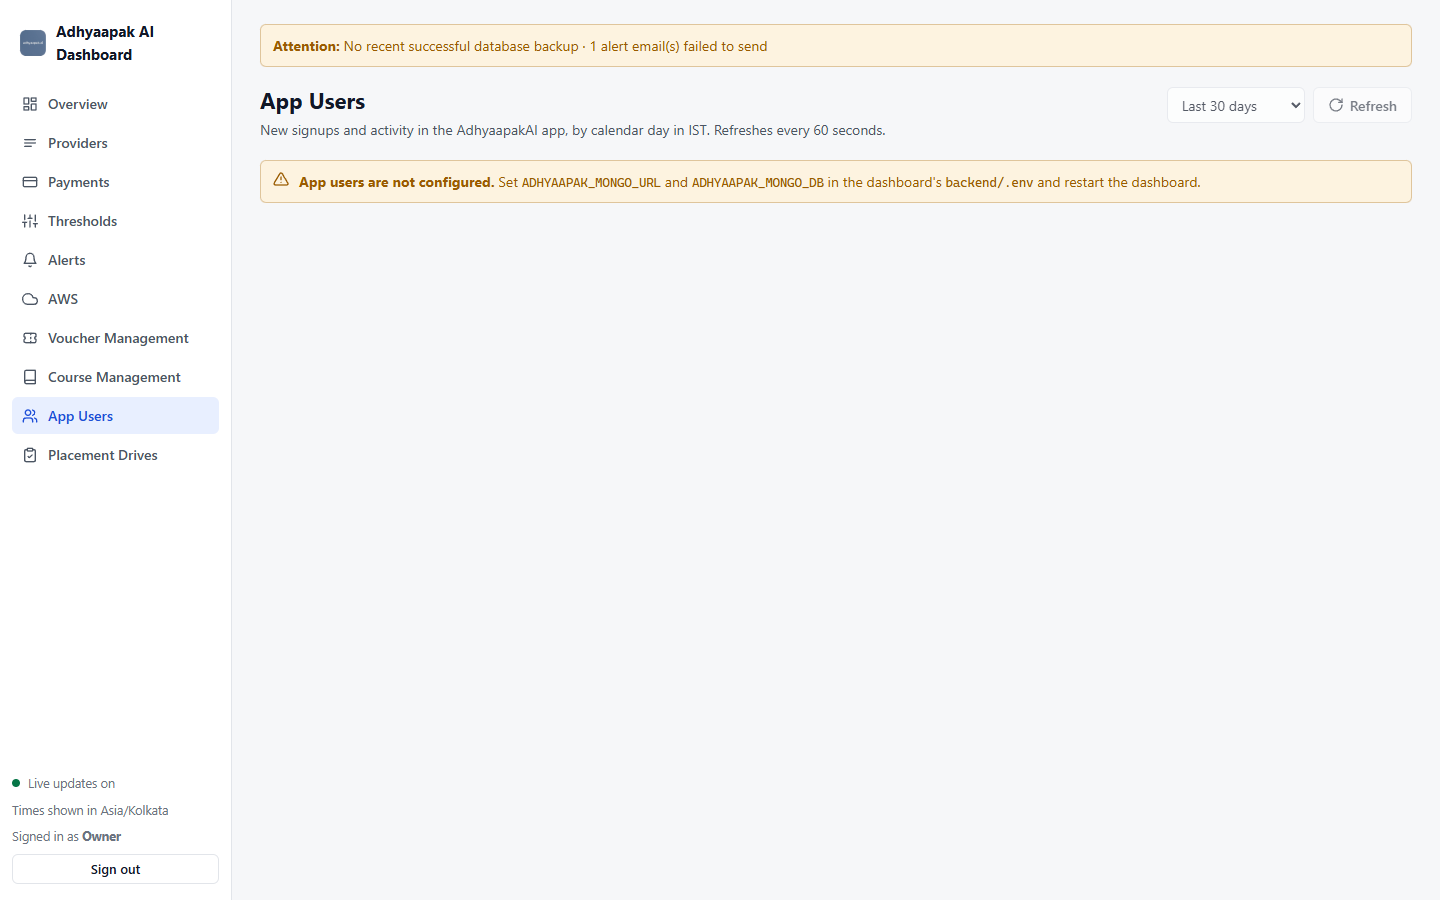 Adhyaapak AI
Dashboard
Overview
Providers
Payments
Thresholds
Alerts
AWS
Voucher Management
Course Management
App Users
Placement Drives
Live updates on
Times shown in Asia/Kolkata
Signed in as Owner
Sign out
Attention: No recent successful database backup · 1 alert email(s) failed to send
App Users
New signups and activity in the AdhyaapakAI app, by calendar day in IST. Refreshes every 60 seconds.
Last 30 days
Refresh
App users are not configured. Set ADHYAAPAK_MONGO_URL and ADHYAAPAK_MONGO_DB in the dashboard's backend/.env and restart the dashboard.